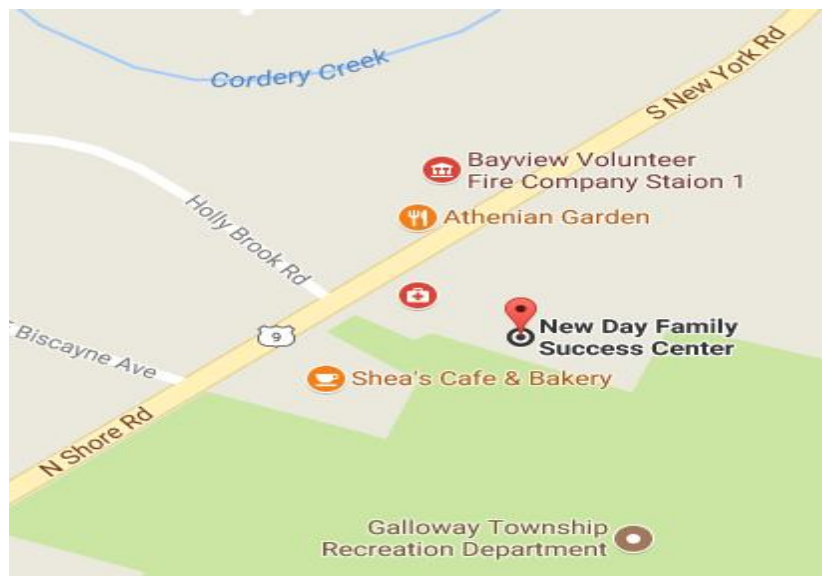 Cordery Creek
S New York Rd
Bayview Volunteer
Fire Company Staion 1
Athenian Garden
Holly Brook Rd
New Day Family
Success Center
9
Biscayne Ave
Shea's Cafe & Bakery
N Shore Rd
Galloway Township
Recreation Department